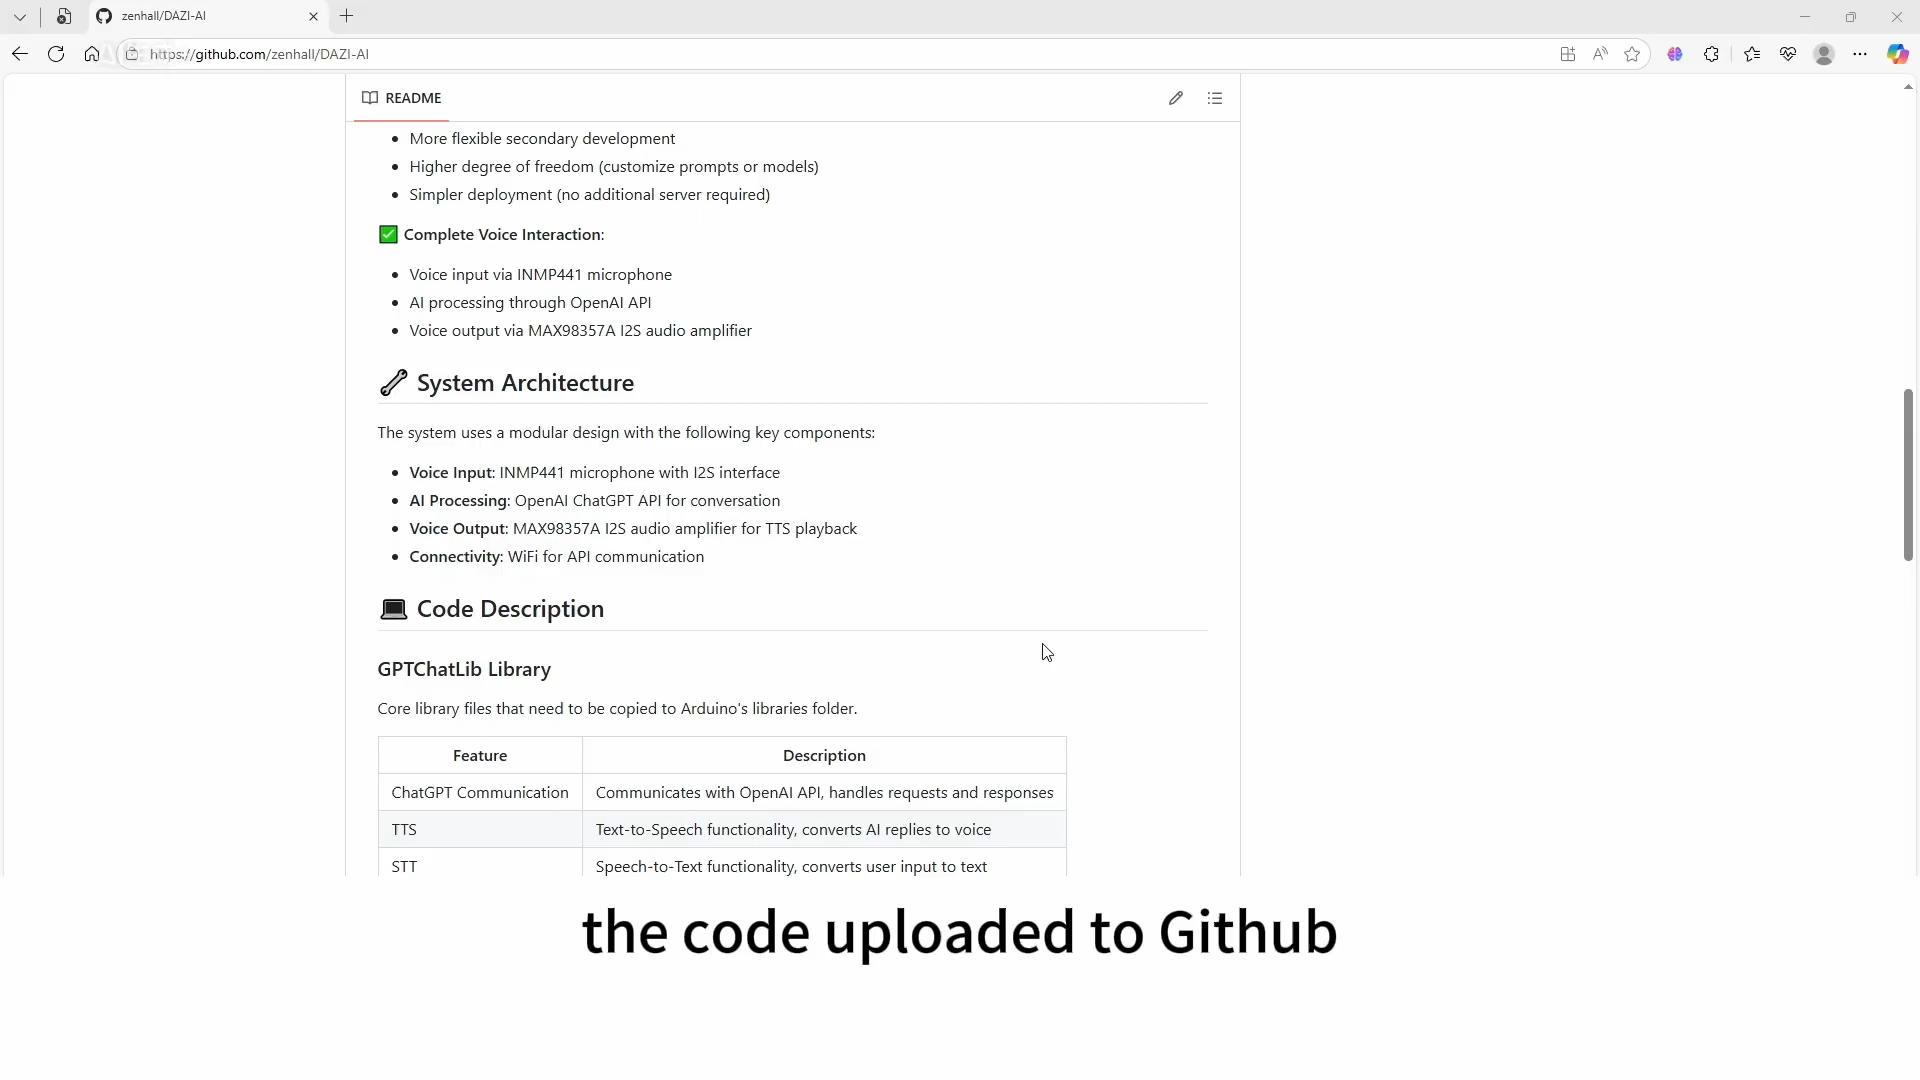 zenhall/DAZI-AI
https://github.com/zenhall/DAZI-AI
README
More flexible secondary development
Higher degree of freedom (customize prompts or models)
Simpler deployment (no additional server required)
Complete Voice Interaction:
Voice input via INMP441 microphone
AI processing through OpenAI API
Voice output via MAX98357A I2S audio amplifier
System Architecture
The system uses a modular design with the following key components:
Voice Input: INMP441 microphone with I2S interface
AI Processing: OpenAI ChatGPT API for conversation
Voice Output: MAX98357A I2S audio amplifier for TTS playback
Connectivity: WiFi for API communication
Code Description
GPTChatLib Library
Core library files that need to be copied to Arduino's libraries folder.
Feature Description
ChatGPT Communication Communicates with OpenAI API, handles requests and responses
TTS Text-to-Speech functionality, converts AI replies to voice
STT Speech-to-Text functionality, converts user input to text
the code uploaded to Github